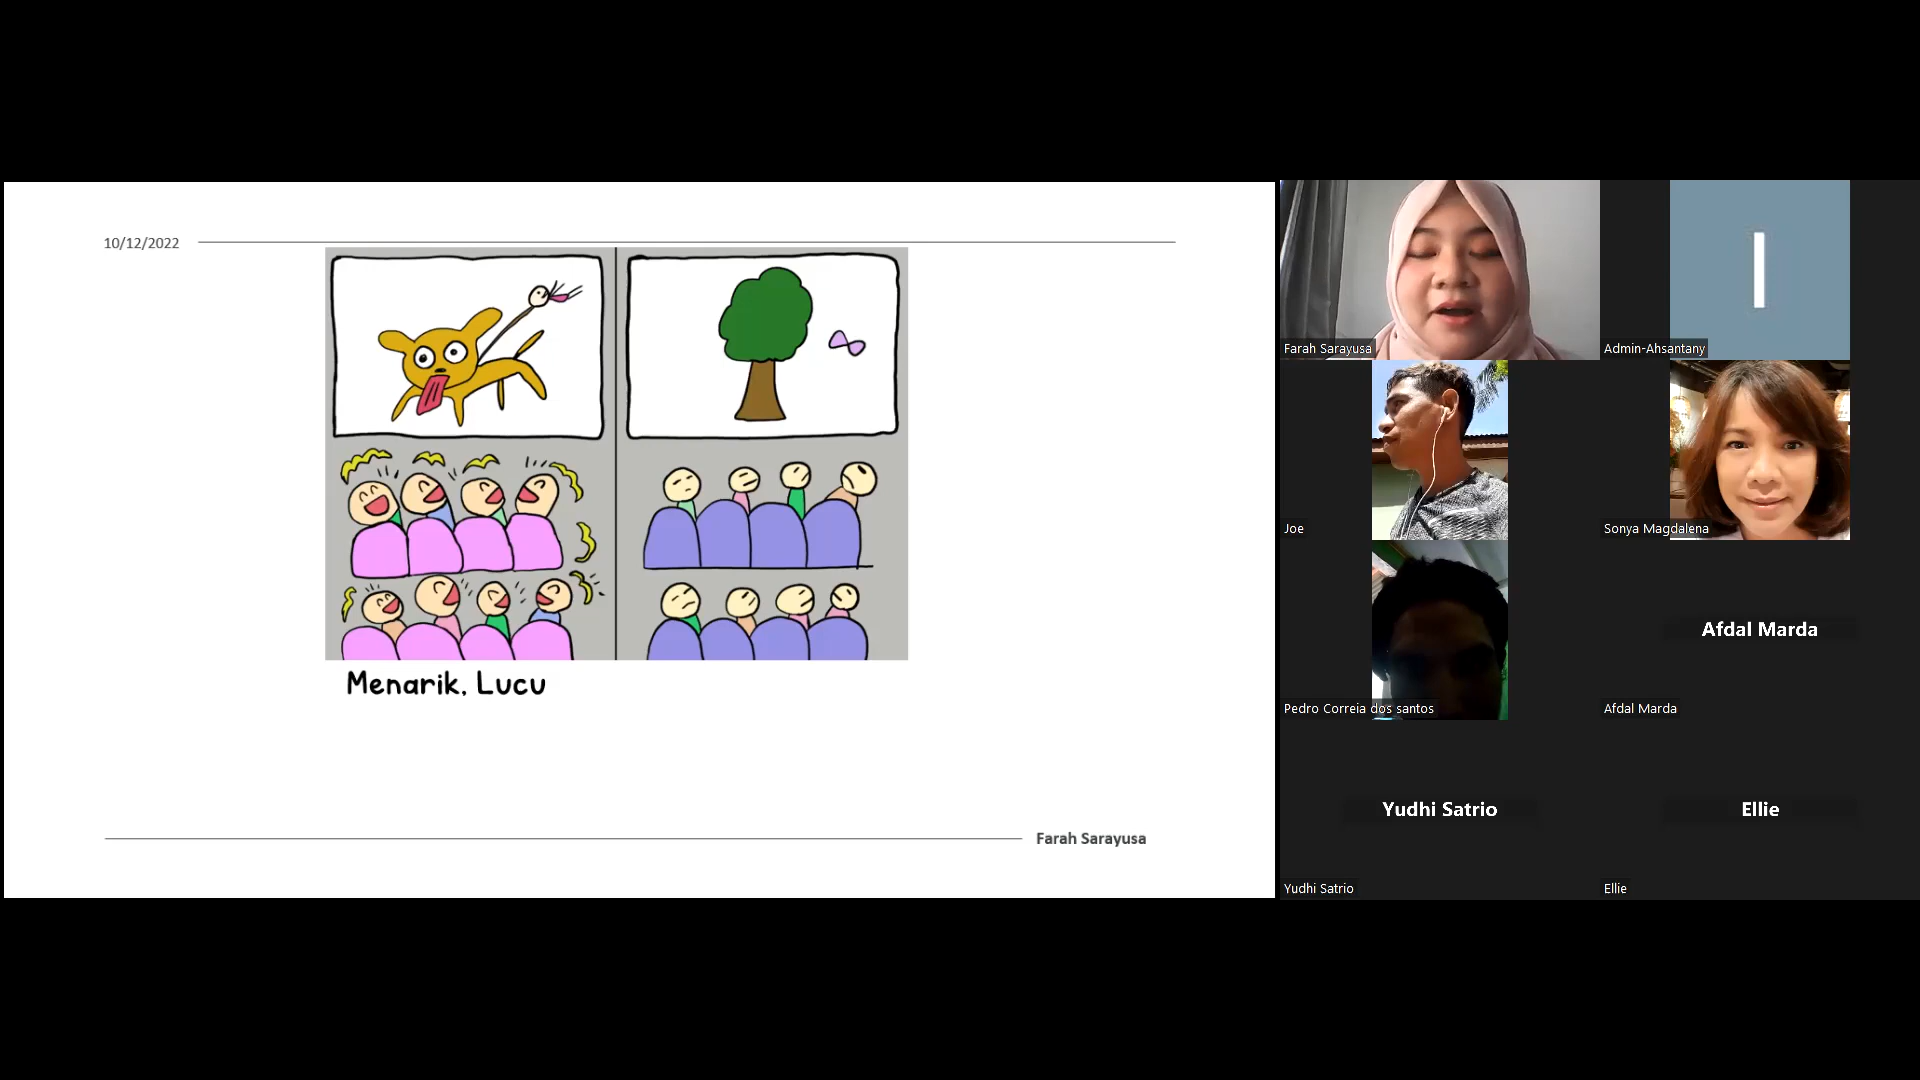 10/12/2022
Menarik, Lucu
Farah Sarayusa
Farah Sarayusa
Admin-Ahsantany
I
Joe
Sonya Magdalena
Pedro Correia dos santos
Afdal Marda
Afdal Marda
Yudhi Satrio
Yudhi Satrio
Ellie
Ellie